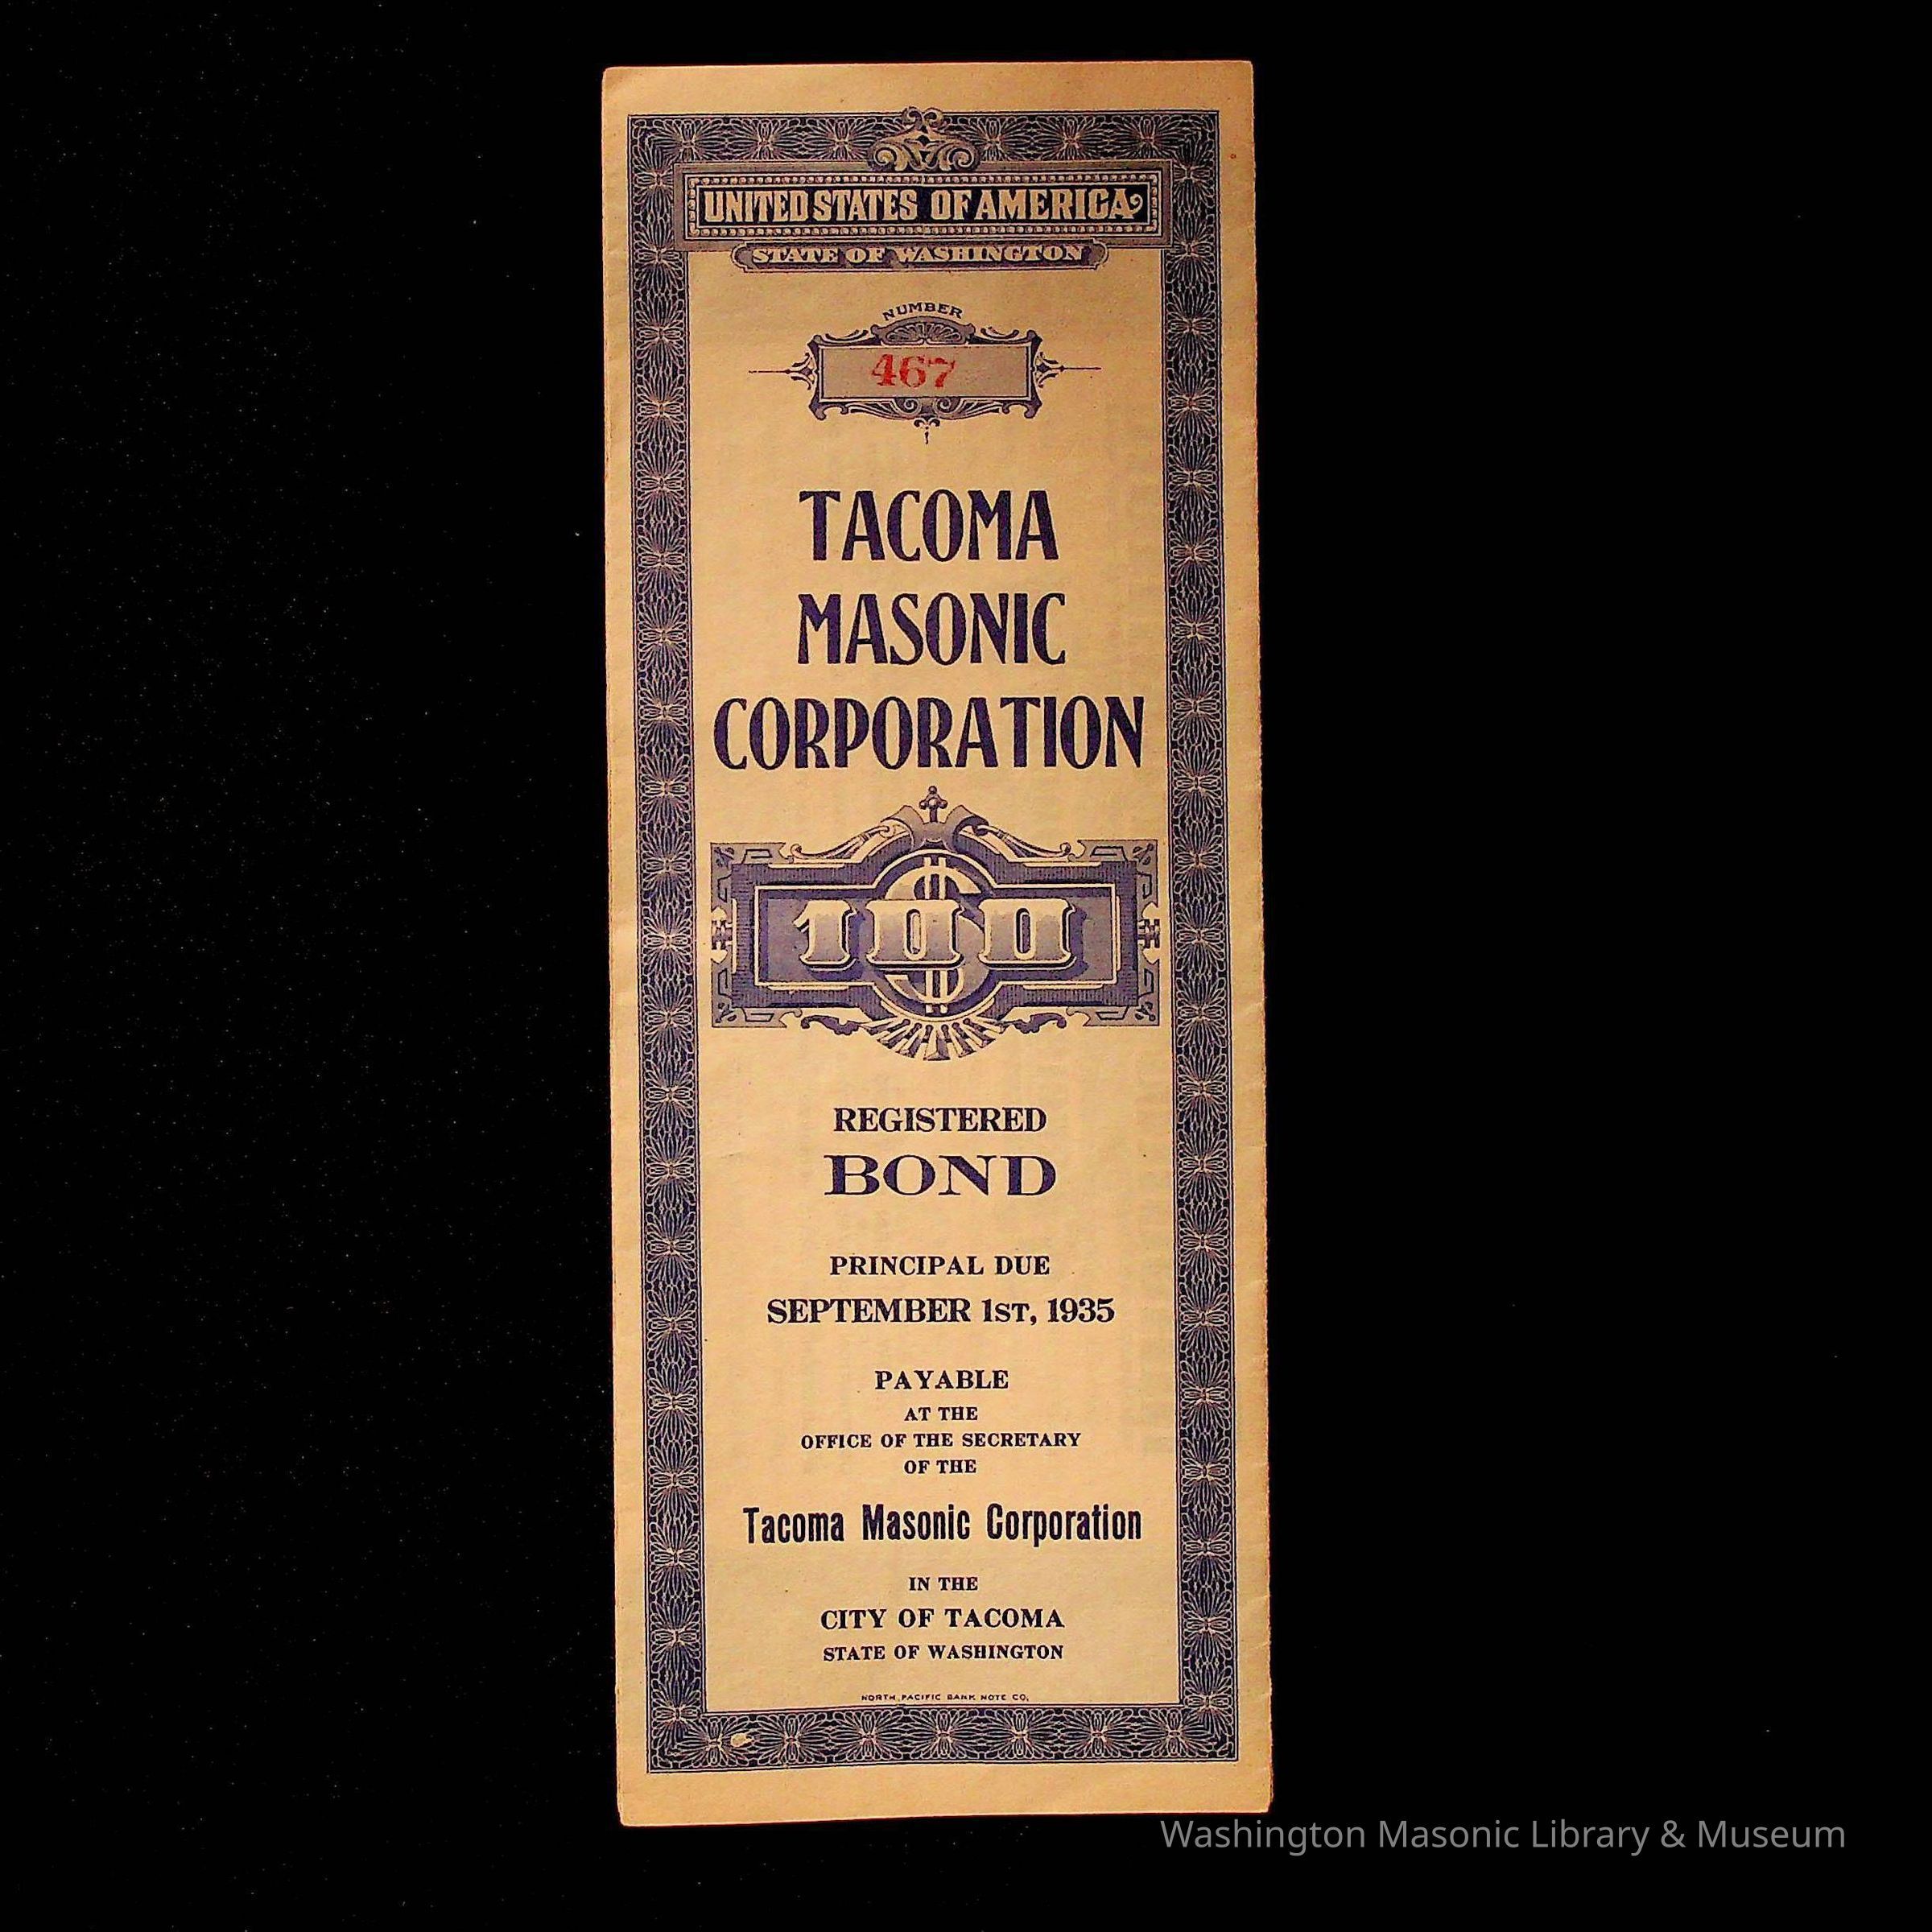 UNITED STATES OF AMERICA
STATE OF WASHINGTON
NUMBER
467
TACOMA
MASONIC
CORPORATION
$100
REGISTERED
BOND
PRINCIPAL DUE
SEPTEMBER 1ST, 1935
PAYABLE
AT THE
OFFICE OF THE SECRETARY
OF THE
Tacoma Masonic Corporation
IN THE
CITY OF TACOMA
STATE OF WASHINGTON
NORTH PACIFIC BANK NOTE CO.
Washington Masonic Library & Museum